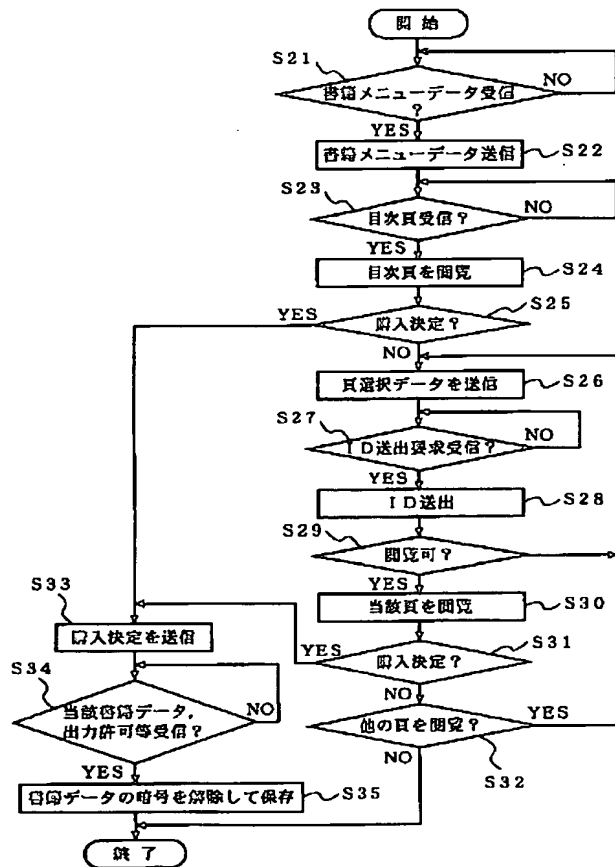 開始
S21
書籍メニューデータ受信
?
NO
YES
書籍メニューデータ送信
S22
S23
目次頁受信?
NO
YES
目次頁を閲覧
S24
S25
YES
購入決定?
NO
頁選択データを送信
S26
S27
ID送出要求受信?
NO
YES
ID送出
S28
S29
閲覧可?
YES
当該頁を閲覧
S30
S33
購入決定を送信
YES
購入決定?
S31
NO
S34
当該書籍データ,
出力許可等受信?
NO
他の頁を閲覧?
YES
S32
NO
YES
書籍データの暗号を解除して保存
S35
終了